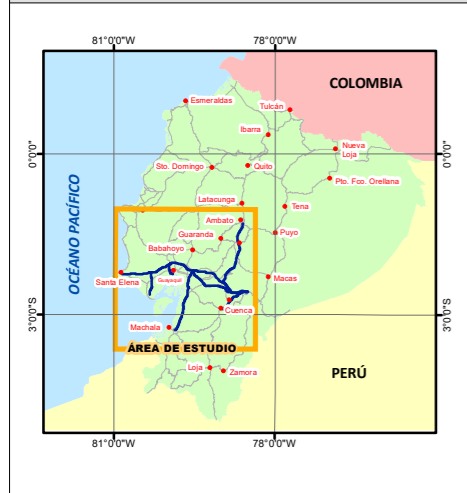 81°0'0"W
78°0'0"W
COLOMBIA
Esmeraldas
Tulcán
Ibarra
Nueva
Loja
0°0'0"
0°0'0"
Sto. Domingo
Quito
Pto. Fco. Orellana
OCÉANO PACÍFICO
Latacunga
Tena
Ambato
Guaranda
Puyo
Babahoyo
Santa Elena
Guayaquil
Macas
Cuenca
3°0'0"S
3°0'0"S
Machala
ÁREA DE ESTUDIO
Loja
Zamora
PERÚ
81°0'0"W
78°0'0"W